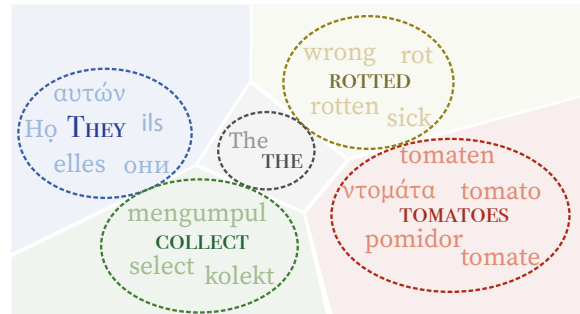 αυτών
Họ THEY ils
elles они
wrong rot
ROTTED
rotten sick
The
THE
tomaten
ντομάτα tomato
TOMATOES
pomidor
tomate
mengumpul
COLLECT
select kolekt